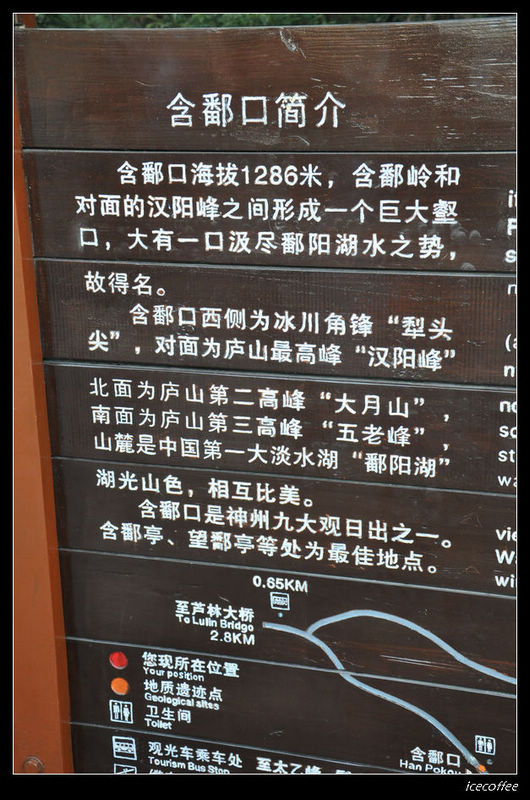 含鄱口简介
含鄱口海拔1286米，含鄱岭和
对面的汉阳峰之间形成一个巨大壑
口，大有一口汲尽鄱阳湖水之势，
故得名。
含鄱口西侧为冰川角锋“犁头
尖”，对面为庐山最高峰“汉阳峰”
北面为庐山第二高峰“大月山”，
南面为庐山第三高峰“五老峰”，
山麓是中国第一大淡水湖“鄱阳湖”
湖光山色，相互比美。
含鄱口是神州九大观日出之一。
含鄱亭、望鄱亭等处为最佳地点。
0.65KM
至芦林大桥
To Lulin Bridge
2.8KM
您现所在位置
Your position
地质遗迹点
Geological sites
卫生间
Toilet
观光车乘车处
Tourism Bus Stop
至太乙峰
含鄱口
Han Pokou
icecoffee